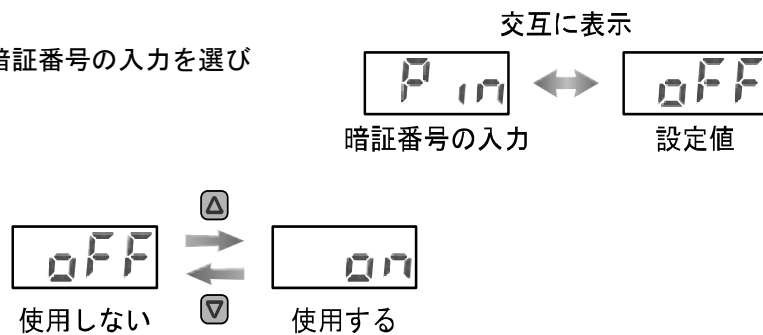 交互に表示
暗証番号の入力を選び
Pin oFF
暗証番号の入力 設定値
oFF on
使用しない 使用する